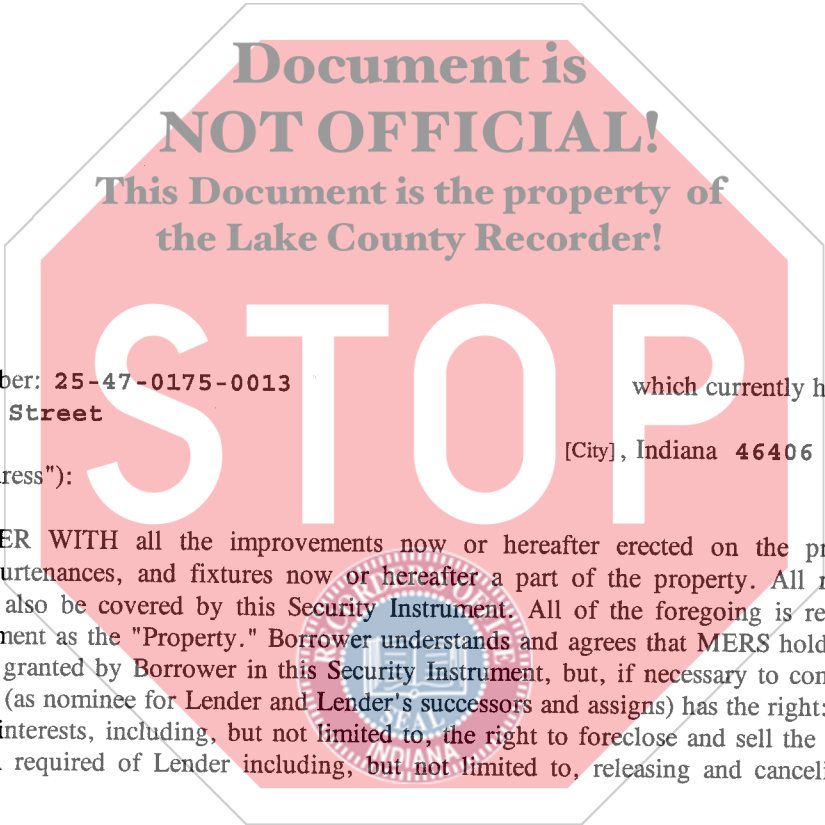 Document is
NOT OFFICIAL!
This Document is the property of
the Lake County Recorder!
STOP
ber: 25-47-0175-0013 which currently h
Street
[City], Indiana 46406
ress"):
ER WITH all the improvements now or hereafter erected on the pr
urtenances, and fixtures now or hereafter a part of the property. All r
also be covered by this Security Instrument. All of the foregoing is re
ment as the "Property." Borrower understands and agrees that MERS hold
granted by Borrower in this Security Instrument, but, if necessary to com
(as nominee for Lender and Lender's successors and assigns) has the right:
interests, including, but not limited to, the right to foreclose and sell the
required of Lender including, but not limited to, releasing and canceli
RECORDER'S OFFICE
SEAL
INDIANA